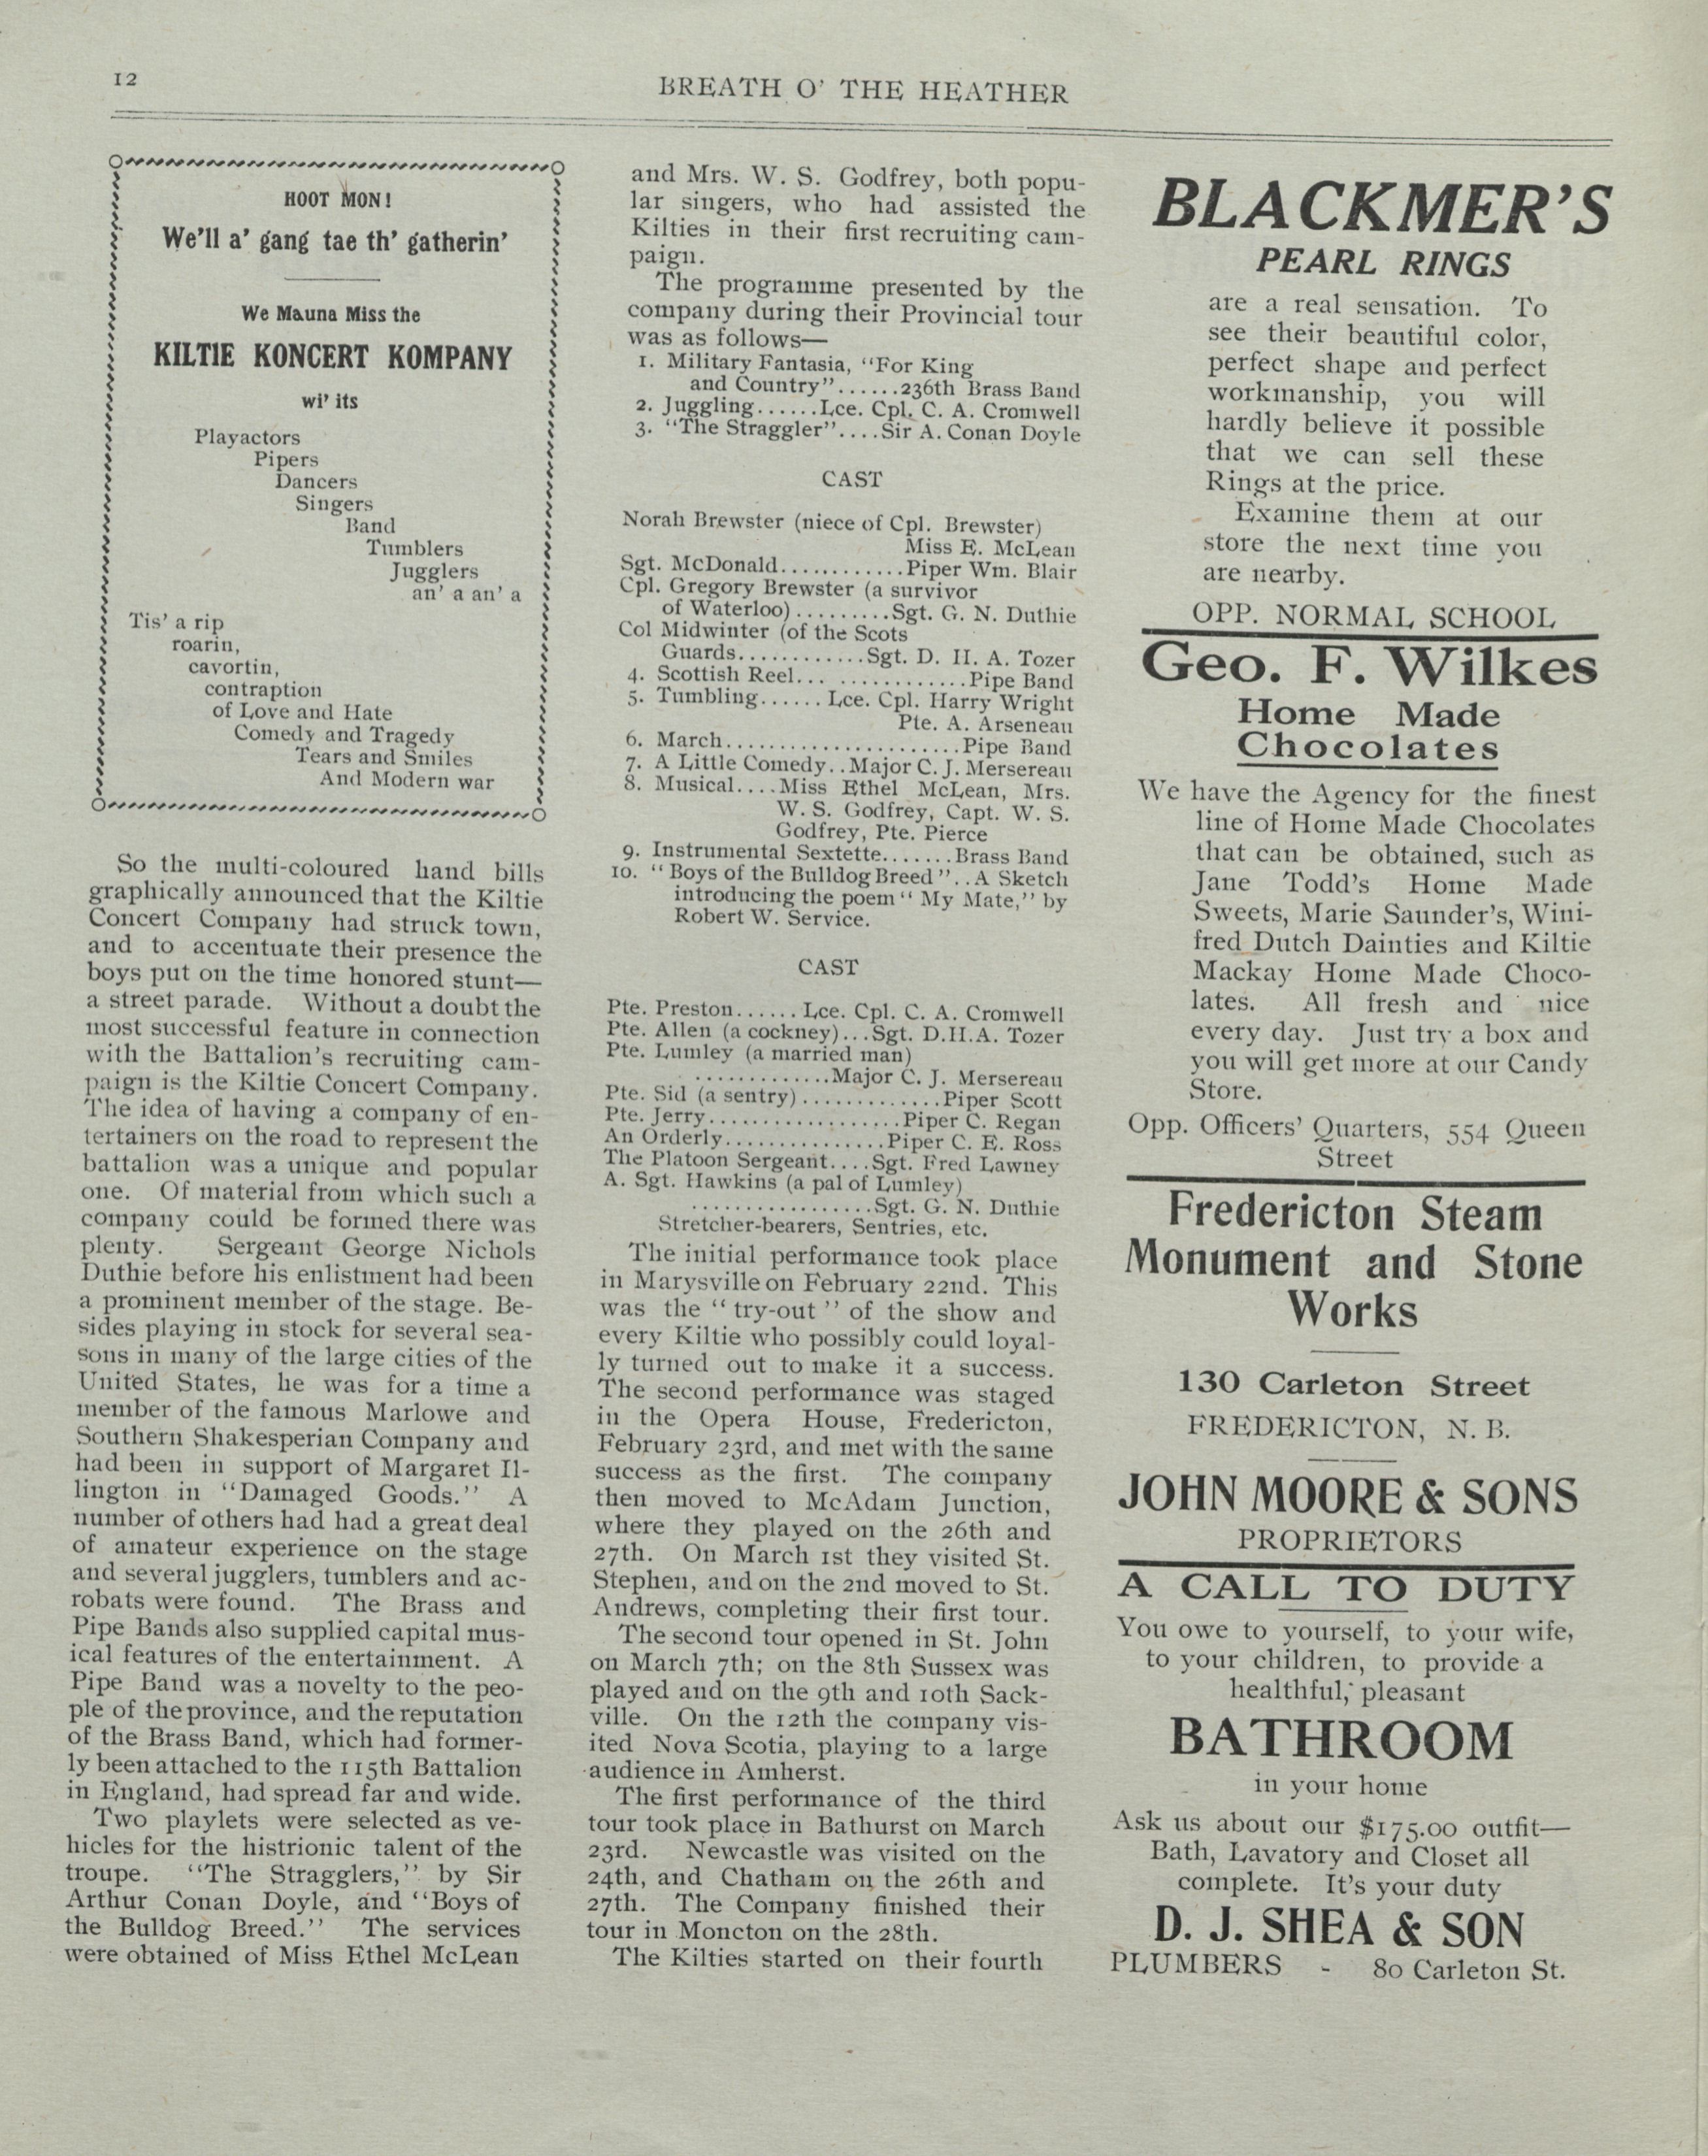 12
BREATH O' THE HEATHER
HOOT MON!
We'll a' gang tae th' gatherin'
We Mauna Miss the
KILTIE KONCERT KOMPANY
wi' its
Playactors
Pipers
Dancers
Singers
Band
Tumblers
Jugglers
an' a an' a
Tis' a rip
roarin,
cavortin,
contraption
of Love and Hate
Comedy and Tragedy
Tears and Smiles
And Modern war
So the multi-coloured hand bills
graphically announced that the Kiltie
Concert Company had struck town,
and to accentuate their presence the
boys put on the time honored stunt—
a street parade. Without a doubt the
most successful feature in connection
with the Battalion's recruiting cam-
paign is the Kiltie Concert Company.
The idea of having a company of en-
tertainers on the road to represent the
battalion was a unique and popular
one. Of material from which such a
company could be formed there was
plenty. Sergeant George Nichols
Duthie before his enlistment had been
a prominent member of the stage. Be-
sides playing in stock for several sea-
sons in many of the large cities of the
United States, he was for a time a
member of the famous Marlowe and
Southern Shakesperian Company and
had been in support of Margaret Il-
lington in "Damaged Goods." A
number of others had had a great deal
of amateur experience on the stage
and several jugglers, tumblers and ac-
robats were found. The Brass and
Pipe Bands also supplied capital mus-
ical features of the entertainment. A
Pipe Band was a novelty to the peo-
ple of the province, and the reputation
of the Brass Band, which had former-
ly been attached to the 115th Battalion
in England, had spread far and wide.
Two playlets were selected as ve-
hicles for the histrionic talent of the
troupe. "The Stragglers," by Sir
Arthur Conan Doyle, and "Boys of
the Bulldog Breed." The services
were obtained of Miss Ethel McLean
and Mrs. W. S. Godfrey, both popu-
lar singers, who had assisted the
Kilties in their first recruiting cam-
paign.
The programme presented by the
company during their Provincial tour
was as follows—
1. Military Fantasia, "For King
and Country"......236th Brass Band
2. Juggling......Lce. Cpl. C. A. Cromwell
3. "The Straggler"....Sir A. Conan Doyle
CAST
Norah Brewster (niece of Cpl. Brewster)
Miss E. McLean
Sgt. McDonald............Piper Wm. Blair
Cpl. Gregory Brewster (a survivor
of Waterloo).........Sgt. G. N. Duthie
Col Midwinter (of the Scots
Guards............Sgt. D. H. A. Tozer
4. Scottish Reel... ............Pipe Band
5. Tumbling...... Lce. Cpl. Harry Wright
Pte. A. Arseneau
6. March......................Pipe Band
7. A Little Comedy..Major C. J. Mersereau
8. Musical....Miss Ethel McLean, Mrs.
W. S. Godfrey, Capt. W. S.
Godfrey, Pte. Pierce
9. Instrumental Sextette.......Brass Band
10. "Boys of the Bulldog Breed"..A Sketch
introducing the poem "My Mate," by
Robert W. Service.
CAST
Pte. Preston...... Lce. Cpl. C. A. Cromwell
Pte. Allen (a cockney)...Sgt. D.H.A. Tozer
Pte. Lumley (a married man)
.............Major C. J. Mersereau
Pte. Sid (a sentry).............Piper Scott
Pte. Jerry..................Piper C. Regan
An Orderly...............Piper C. E. Ross
The Platoon Sergeant....Sgt. Fred Lawney
A. Sgt. Hawkins (a pal of Lumley)
.................Sgt. G. N. Duthie
Stretcher-bearers, Sentries, etc.
The initial performance took place
in Marysville on February 22nd. This
was the "try-out" of the show and
every Kiltie who possibly could loyal-
ly turned out to make it a success.
The second performance was staged
in the Opera House, Fredericton,
February 23rd, and met with the same
success as the first. The company
then moved to McAdam Junction,
where they played on the 26th and
27th. On March 1st they visited St.
Stephen, and on the 2nd moved to St.
Andrews, completing their first tour.
The second tour opened in St. John
on March 7th; on the 8th Sussex was
played and on the 9th and 10th Sack-
ville. On the 12th the company vis-
ited Nova Scotia, playing to a large
audience in Amherst.
The first performance of the third
tour took place in Bathurst on March
23rd. Newcastle was visited on the
24th, and Chatham on the 26th and
27th. The Company finished their
tour in Moncton on the 28th.
The Kilties started on their fourth
BLACKMER'S
PEARL RINGS
are a real sensation. To
see their beautiful color,
perfect shape and perfect
workmanship, you will
hardly believe it possible
that we can sell these
Rings at the price.
Examine them at our
store the next time you
are nearby.
OPP. NORMAL SCHOOL
Geo. F. Wilkes
Home Made
Chocolates
We have the Agency for the finest
line of Home Made Chocolates
that can be obtained, such as
Jane Todd's Home Made
Sweets, Marie Saunder's, Wini-
fred Dutch Dainties and Kiltie
Mackay Home Made Choco-
lates. All fresh and nice
every day. Just try a box and
you will get more at our Candy
Store.
Opp. Officers' Quarters, 554 Queen
Street
Fredericton Steam
Monument and Stone
Works
130 Carleton Street
FREDERICTON, N. B.
JOHN MOORE & SONS
PROPRIETORS
A CALL TO DUTY
You owe to yourself, to your wife,
to your children, to provide a
healthful, pleasant
BATHROOM
in your home
Ask us about our $175.00 outfit—
Bath, Lavatory and Closet all
complete. It's your duty
D. J. SHEA & SON
PLUMBERS - 80 Carleton St.